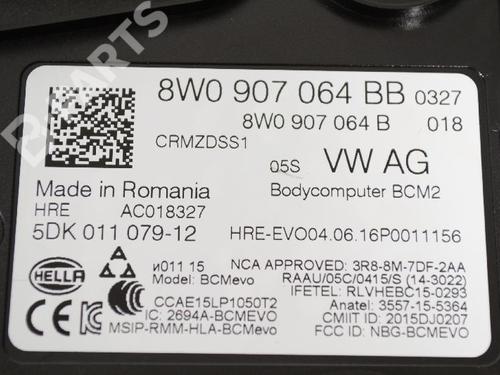 8W0 907 064 BB 0327
8W0 907 064 B 018
CRMZDSS1
05S VW AG
Made in Romania Bodycomputer BCM2
HRE AC018327
5DK 011 079-12 HRE-EVO04.06.16P0011156
HELLA
и011 15 NCA APPROVED: 3R8-8M-7DF-2AA
Model: BCMevo RAAU/05C/0415/S (14-3022)
IFETEL: RLVHEBC15-0293
CCAE15LP1050T2 Anatel: 3557-15-5364
IC: 2694A-BCMevo CMIIT ID: 2015DJ0207
MSIP-RMM-HLA-BCMevo FCC ID: NBG-BCMEVO